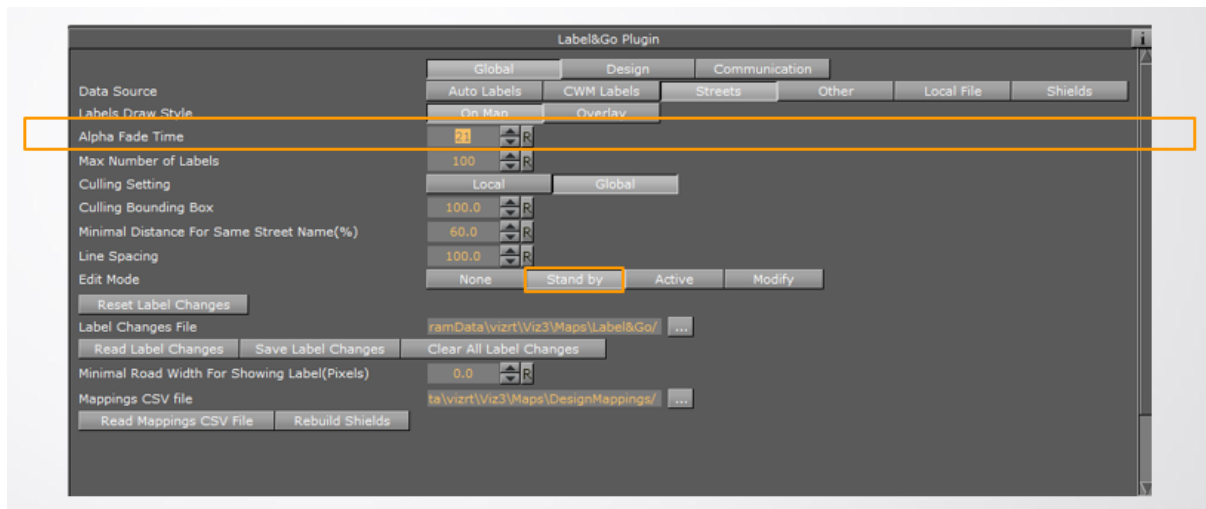 Label&Go Plugin i
Global Design Communication
Data Source Auto Labels CWM Labels Streets Other Local File Shields
Labels Draw Style On Map Overlay
Alpha Fade Time 21 R
Max Number of Labels 100 R
Culling Setting Local Global
Culling Bounding Box 100.0 R
Minimal Distance For Same Street Name(%) 60.0 R
Line Spacing 100.0 R
Edit Mode None Stand by Active Modify
Reset Label Changes
Label Changes File ramData\vizrt\Viz3\Maps\Label&Go/ ...
Read Label Changes Save Label Changes Clear All Label Changes
Minimal Road Width For Showing Label(Pixels) 0.0 R
Mappings CSV file ta\vizrt\Viz3\Maps\DesignMappings/ ...
Read Mappings CSV File Rebuild Shields